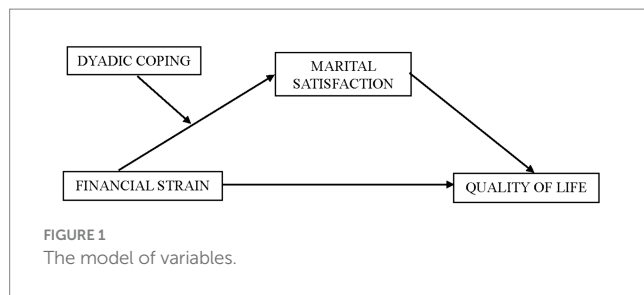 DYADIC COPING
MARITAL
SATISFACTION
FINANCIAL STRAIN
QUALITY OF LIFE
FIGURE 1
The model of variables.